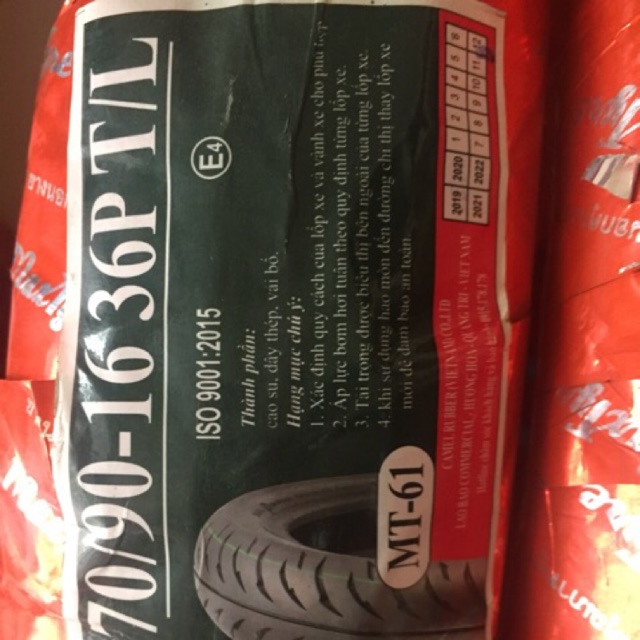 70/90-16 36P T/L
E4
ISO 9001:2015
Thành phần:
cao su, dây thép, vải bố.
Hạng mục chú ý:
1. Xác định quy cách của lốp xe và vành xe cho phù hợp
2. Áp lực bơm hơi tuân theo quy định từng lốp xe.
3. Tải trọng được biểu thị bên ngoài của từng lốp xe.
4. khi sử dụng hao mòn đến đường chỉ thị thay lốp xe
mới để đảm bảo an toàn.
2019 2020 1 2 3 4 5 6
2021 2022 7 8 9 10 11 12
CAMEL RUBBER (VIETNAM) CO.,LTD
LAO BAO COMMERCIAL, HUONG HOA, QUANG TRI - VIET NAM
MT-61